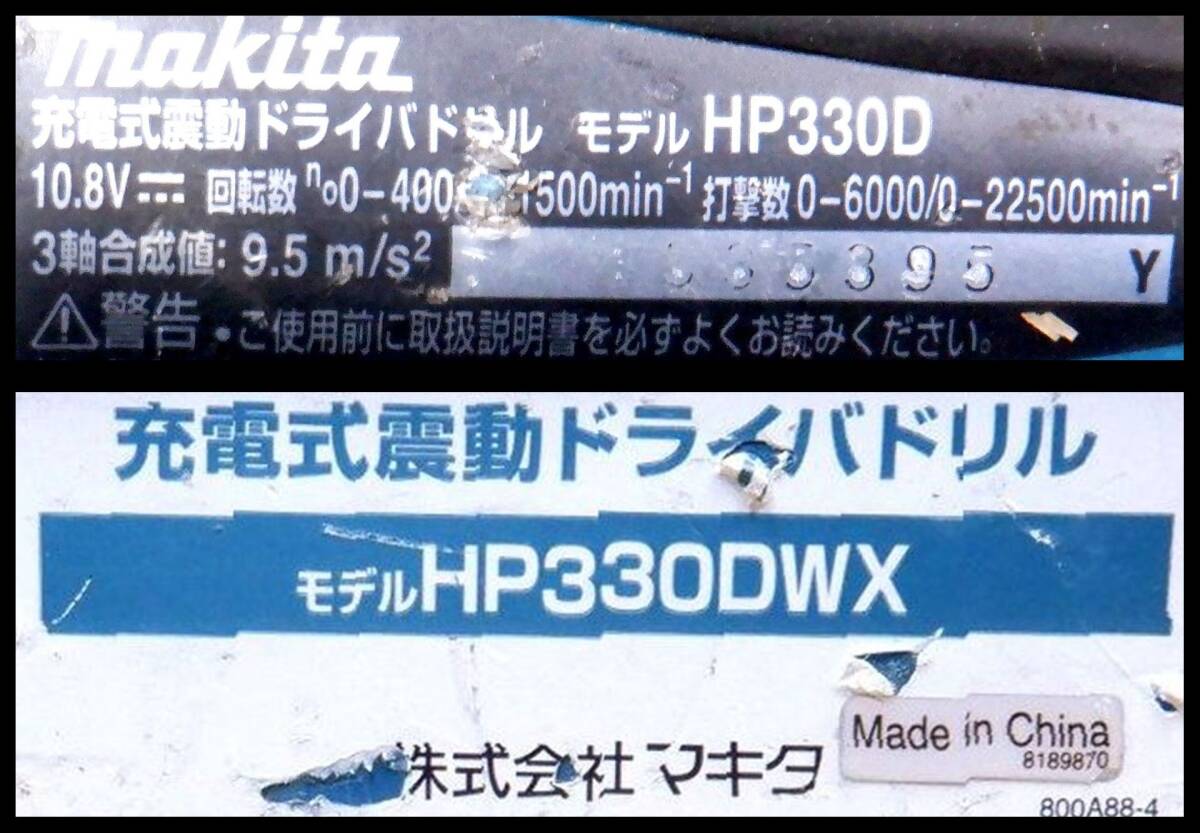 makita
充電式震動ドライバドリル モデル HP330D
10.8V 回転数 n₀0-400 1500min⁻¹ 打撃数 0-6000/0-22500min⁻¹
3軸合成値: 9.5 m/s² Y
警告 • ご使用前に取扱説明書を必ずよくお読みください。
充電式震動ドライバドリル
モデルHP330DWX
株式会社マキタ
Made in China
8189870
800A88-4